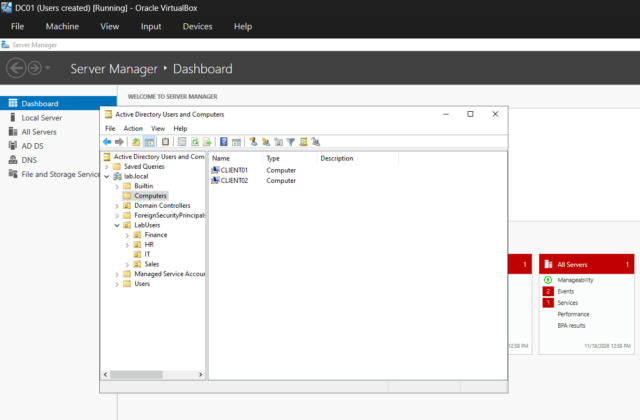 DC01 (Users created) [Running] - Oracle VirtualBox
File Machine View Input Devices Help
Server Manager
Server Manager • Dashboard
Dashboard
Local Server
All Servers
AD DS
DNS
File and Storage Service
WELCOME TO SERVER MANAGER
Active Directory Users and Computers
File Action View Help
Active Directory Users and Com
Saved Queries
lab.local
Builtin
Computers
Domain Controllers
ForeignSecurityPrincipals
LabUsers
Finance
HR
IT
Sales
Managed Service Accour
Users
Name Type Description
CLIENT01 Computer
CLIENT02 Computer
1
12:58 PM
All Servers 1
Manageability
2 Events
1 Services
Performance
BPA results
11/18/2026 12:58 PM